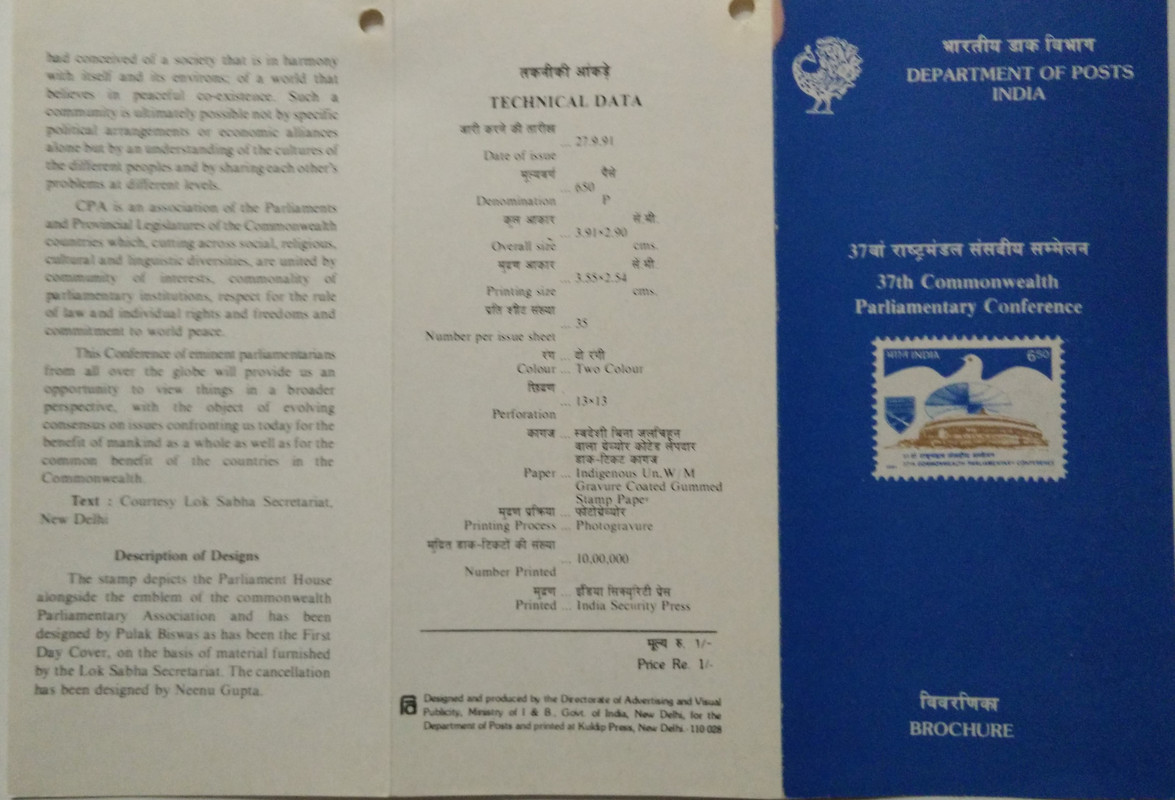 had conceived of a society that is in harmony
with itself and its environs; of a world that
believes in peaceful co-existence. Such a
community is ultimately possible not by specific
political arrangements or economic alliances
alone but by an understanding of the cultures of
the different peoples and by sharing each other's
problems at different levels.
CPA is an association of the Parliaments
and Provincial Legislatures of the Commonwealth
countries which, cutting across social, religious,
cultural and linguistic diversities, are united by
community of interests, commonality of
parliamentary institutions, respect for the rule
of law and individual rights and freedoms and
commitment to world peace.
This Conference of eminent parliamentarians
from all over the globe will provide us an
opportunity to view things in a broader
perspective, with the object of evolving
consensus on issues confronting us today for the
benefit of mankind as a whole as well as for the
common benefit of the countries in the
Commonwealth.
Text : Courtesy Lok Sabha Secretariat,
New Delhi
Description of Designs
The stamp depicts the Parliament House
alongside the emblem of the commonwealth
Parliamentary Association and has been
designed by Pulak Biswas as has been the First
Day Cover, on the basis of material furnished
by the Lok Sabha Secretariat. The cancellation
has been designed by Neenu Gupta.
तकनीकी आंकड़े
TECHNICAL DATA
जारी करने की तारीख
... 27.9.91
Date of issue
मूल्यवर्ग पैसे
... 650
Denomination P
कुल आकार सें.मी.
... 3.91×2.90
Overall size cms.
मुद्रण आकार सें.मी.
... 3.55×2.54
Printing size cms.
प्रति शीट संख्या
... 35
Number per issue sheet
रंग ... दो रंगी
Colour ... Two Colour
छिद्रण
... 13×13
Perforation
कागज ... स्वदेशी बिना जलचिह्न
वाला ग्रेव्योर कोटेड लेपदार
डाक-टिकट कागज
Paper ... Indigenous Un.W/M
Gravure Coated Gummed
Stamp Paper
मुद्रण प्रक्रिया ... फोटोग्रेव्योर
Printing Process ... Photogravure
मुद्रित डाक-टिकटों की संख्या
... 10,00,000
Number Printed
मुद्रण ... इंडिया सिक्यूरिटी प्रेस
Printed ... India Security Press
मूल्य रु. 1/-
Price Re. 1/-
Designed and produced by the Directorate of Advertising and Visual
Publicity, Ministry of I & B., Govt. of India, New Delhi, for the
Department of Posts and printed at Kuldip Press, New Delhi-110 028
भारतीय डाक विभाग
DEPARTMENT OF POSTS
INDIA
37वां राष्ट्रमंडल संसदीय सम्मेलन
37th Commonwealth
Parliamentary Conference
भारत INDIA 650
37वां राष्ट्रमंडल संसदीय सम्मेलन
37TH COMMONWEALTH PARLIAMENTARY CONFERENCE
विवरणिका
BROCHURE